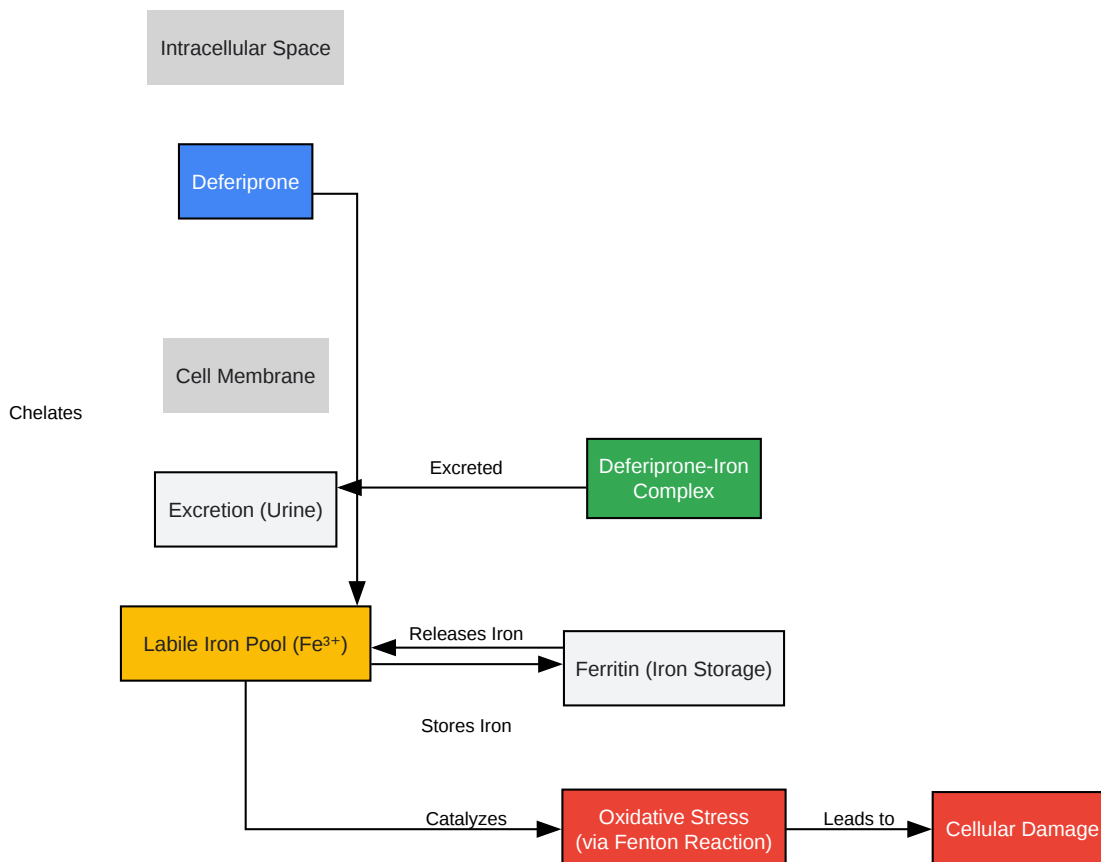 Intracellular Space
Deferiprone
Cell Membrane
Chelates
Excreted
Deferiprone-Iron
Complex
Excretion (Urine)
Releases Iron
Labile Iron Pool (Fe³⁺)
Ferritin (Iron Storage)
Stores Iron
Catalyzes
Oxidative Stress
(via Fenton Reaction)
Leads to
Cellular Damage